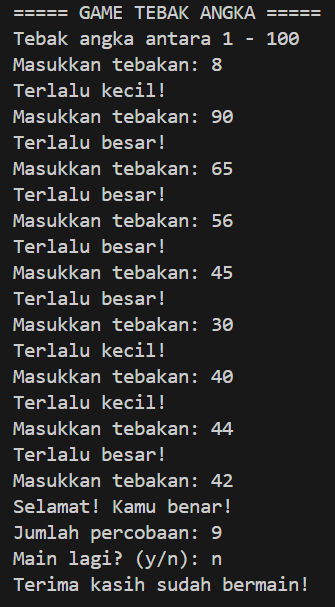 ===== GAME TEBAK ANGKA =====
Tebak angka antara 1 - 100
Masukkan tebakan: 8
Terlalu kecil!
Masukkan tebakan: 90
Terlalu besar!
Masukkan tebakan: 65
Terlalu besar!
Masukkan tebakan: 56
Terlalu besar!
Masukkan tebakan: 45
Terlalu besar!
Masukkan tebakan: 30
Terlalu kecil!
Masukkan tebakan: 40
Terlalu kecil!
Masukkan tebakan: 44
Terlalu besar!
Masukkan tebakan: 42
Selamat! Kamu benar!
Jumlah percobaan: 9
Main lagi? (y/n): n
Terima kasih sudah bermain!